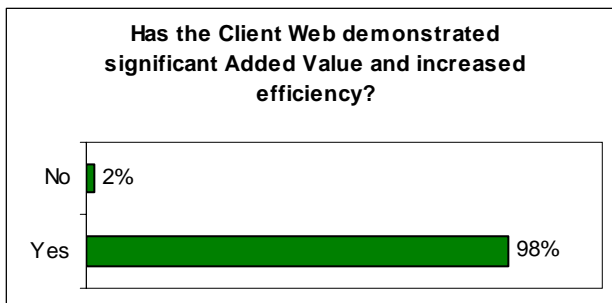 Has the Client Web demonstrated
significant Added Value and increased
efficiency?
No 2%
Yes 98%